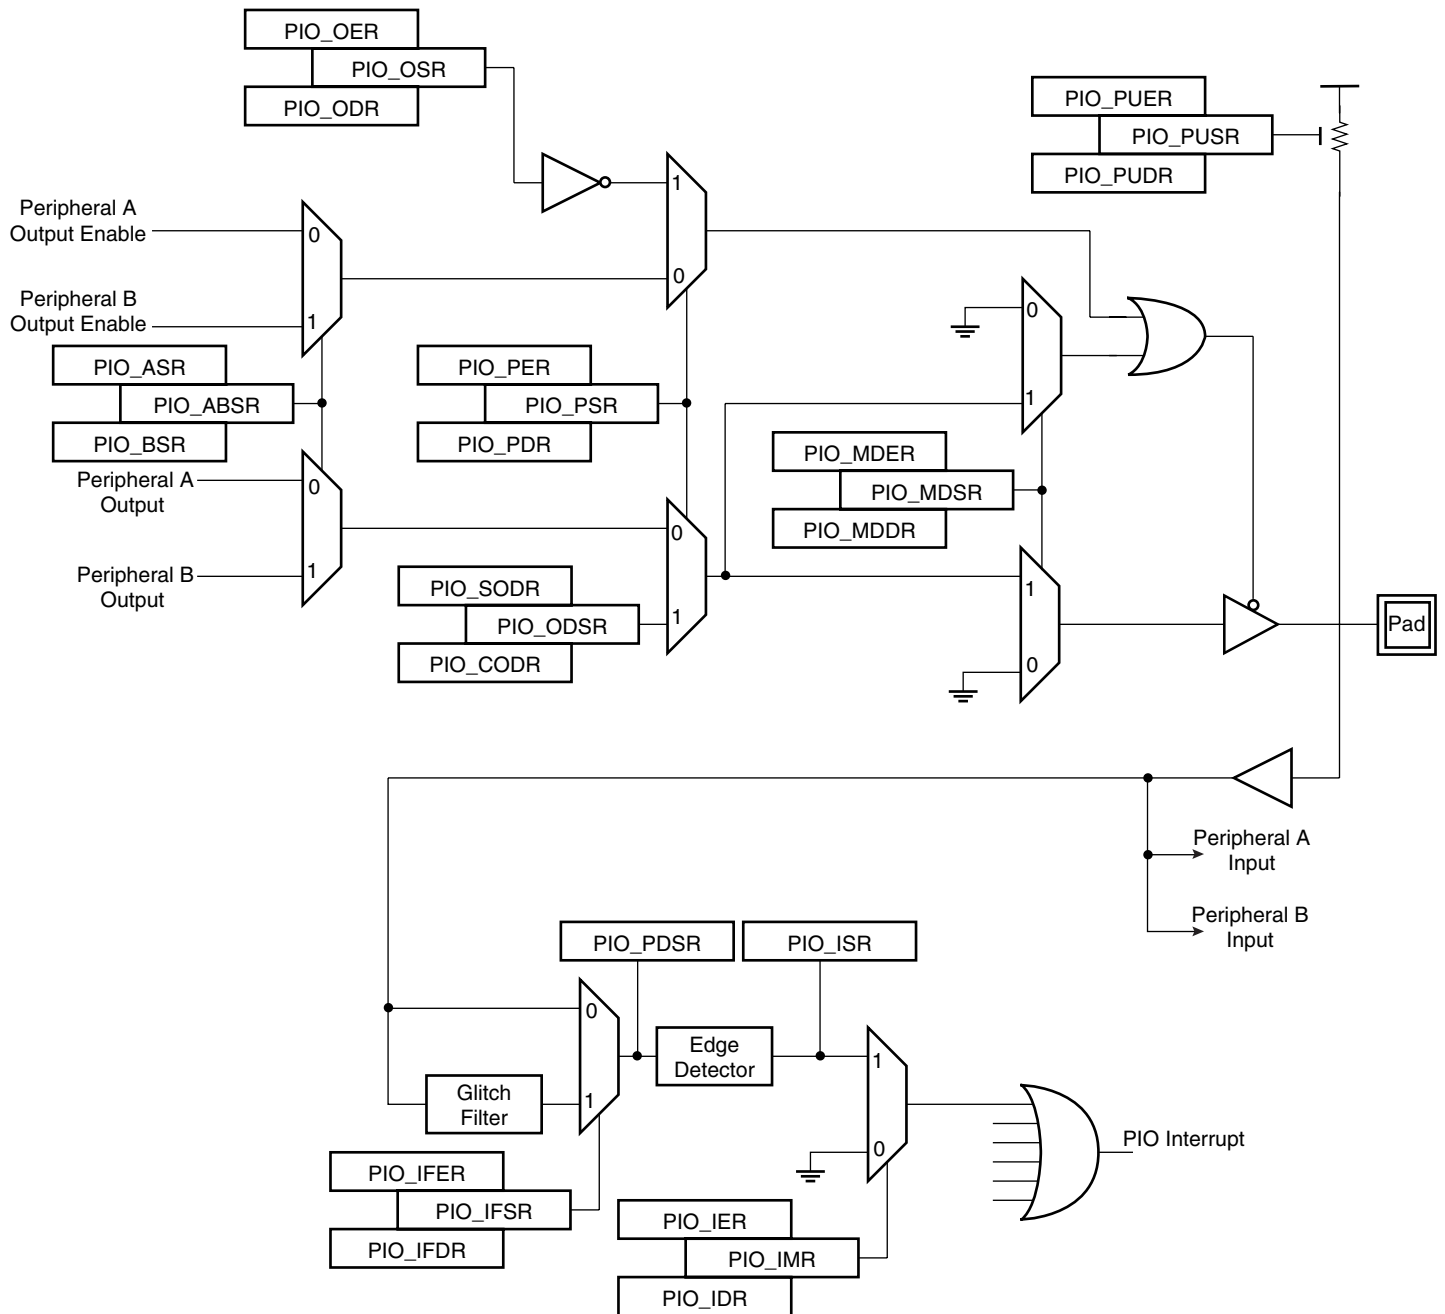 PIO_OER
PIO_OSR
PIO_ODR
PIO_PUER
PIO_PUSR
PIO_PUDR
1
0
Peripheral A
Output Enable
0
Peripheral B
Output Enable
1
0
1
PIO_ASR
PIO_ABSR
PIO_BSR
PIO_PER
PIO_PSR
PIO_PDR
PIO_MDER
PIO_MDSR
PIO_MDDR
Peripheral A
Output
0
Peripheral B
Output
1
0
1
PIO_SODR
PIO_ODSR
PIO_CODR
1
0
Pad
Peripheral A
Input
Peripheral B
Input
PIO_PDSR
PIO_ISR
0
1
Glitch
Filter
Edge
Detector
1
0
PIO Interrupt
PIO_IFER
PIO_IFSR
PIO_IFDR
PIO_IER
PIO_IMR
PIO_IDR